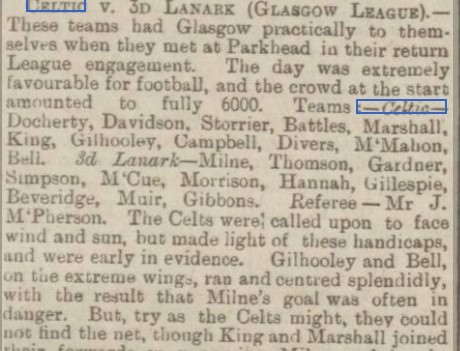 CELTIC v. 3D LANARK (GLASGOW LEAGUE).—
These teams had Glasgow practically to them-
selves when they met at Parkhead in their return
League engagement. The day was extremely
favourable for football, and the crowd at the start
amounted to fully 6000. Teams:—Celtic—
Docherty, Davidson, Storrier, Battles, Marshall,
King, Gilhooley, Campbell, Divers, M'Mahon,
Bell. 3d Lanark—Milne, Thomson, Gardner,
Simpson, M'Cue, Morrison, Hannah, Gillespie,
Beveridge, Muir, Gibbons. Referee—Mr J.
M'Pherson. The Celts were called upon to face
wind and sun, but made light of these handicaps,
and were early in evidence. Gilhooley and Bell,
on the extreme wings, ran and centred splendidly,
with the result that Milne's goal was often in
danger. But, try as the Celts might, they could
not find the net, though King and Marshall joined
their forwards